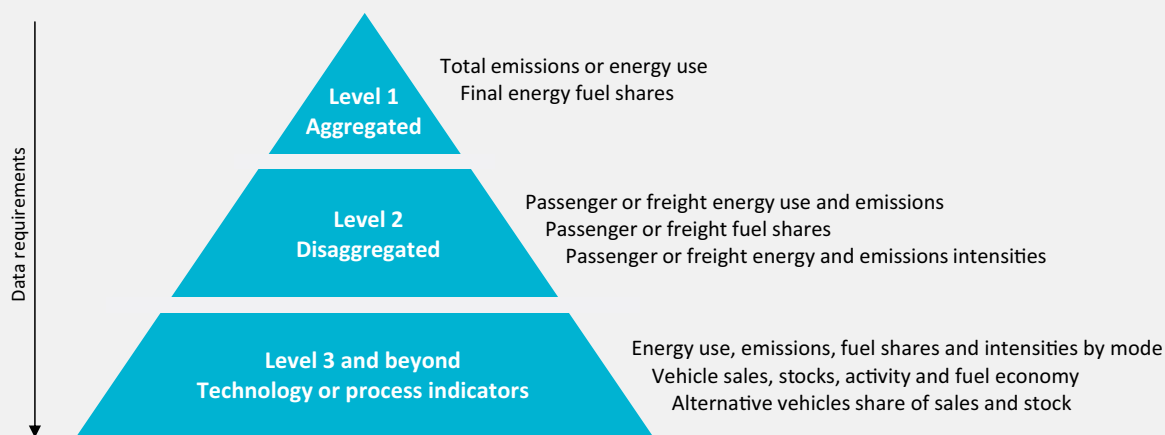 Data requirements
Level 1
Aggregated
Total emissions or energy use
Final energy fuel shares
Level 2
Disaggregated
Passenger or freight energy use and emissions
Passenger or freight fuel shares
Passenger or freight energy and emissions intensities
Level 3 and beyond
Technology or process indicators
Energy use, emissions, fuel shares and intensities by mode
Vehicle sales, stocks, activity and fuel economy
Alternative vehicles share of sales and stock